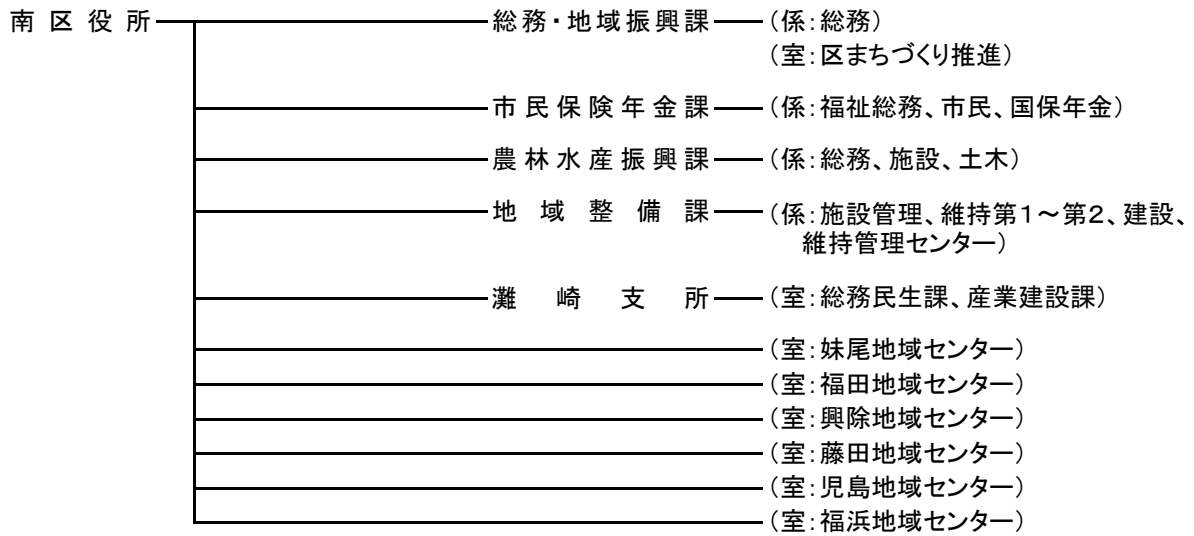 南区役所 総務・地域振興課 (係:総務)
(室:区まちづくり推進)
市民保険年金課 (係:福祉総務、市民、国保年金)
農林水産振興課 (係:総務、施設、土木)
地域整備課 (係:施設管理、維持第1~第2、建設、
維持管理センター)
灘崎支所 (室:総務民生課、産業建設課)
(室:妹尾地域センター)
(室:福田地域センター)
(室:興除地域センター)
(室:藤田地域センター)
(室:児島地域センター)
(室:福浜地域センター)